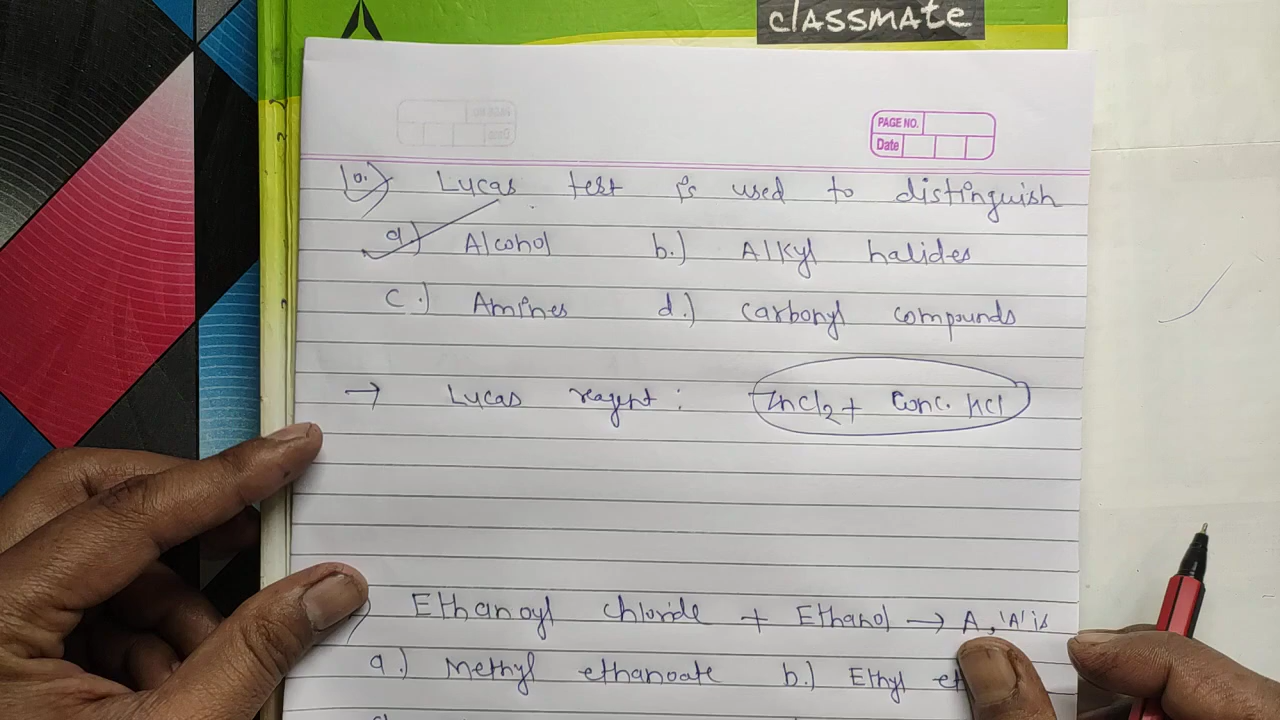 classmate
PAGE NO.
Date
10.) Lucas test is used to distinguish
a.) Alcohol b.) Alkyl halides
c.) Amines d.) carbonyl compounds
→ Lucas reagent : ZnCl2 + Conc. HCl
Ethanoyl chloride + Ethanol → A, 'A' is
a.) Methyl ethanoate b.) Ethyl